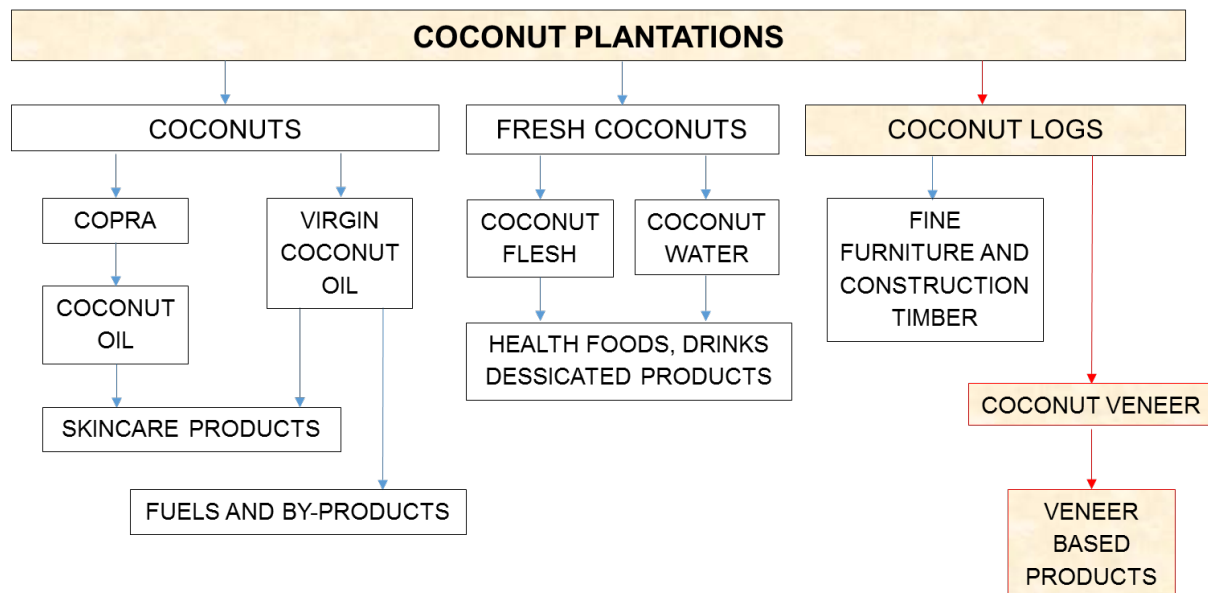 COCONUT PLANTATIONS
COCONUTS
FRESH COCONUTS
COCONUT LOGS
COPRA
VIRGIN
COCONUT
OIL
COCONUT
FLESH
COCONUT
WATER
FINE
FURNITURE AND
CONSTRUCTION
TIMBER
COCONUT
OIL
HEALTH FOODS, DRINKS
DESSICATED PRODUCTS
SKINCARE PRODUCTS
COCONUT VENEER
FUELS AND BY-PRODUCTS
VENEER
BASED
PRODUCTS